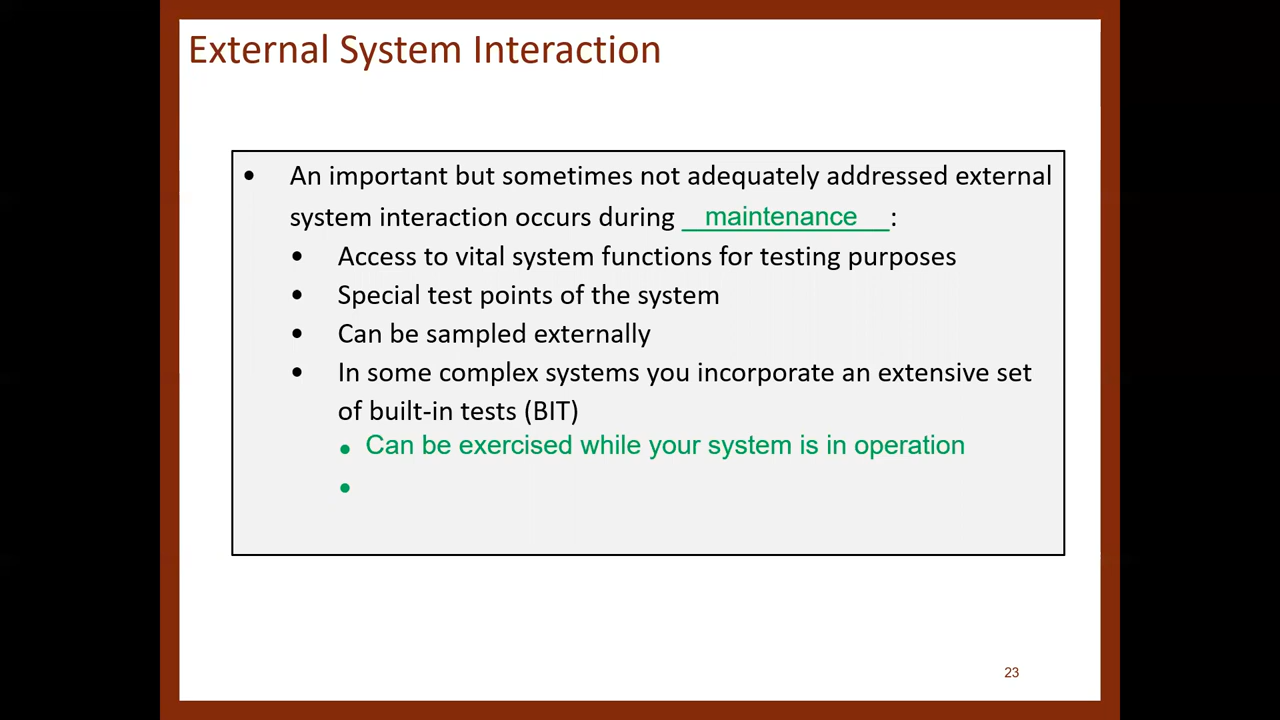 External System Interaction
• An important but sometimes not adequately addressed external
system interaction occurs during __maintenance__:
• Access to vital system functions for testing purposes
• Special test points of the system
• Can be sampled externally
• In some complex systems you incorporate an extensive set
of built-in tests (BIT)
• Can be exercised while your system is in operation
•
23